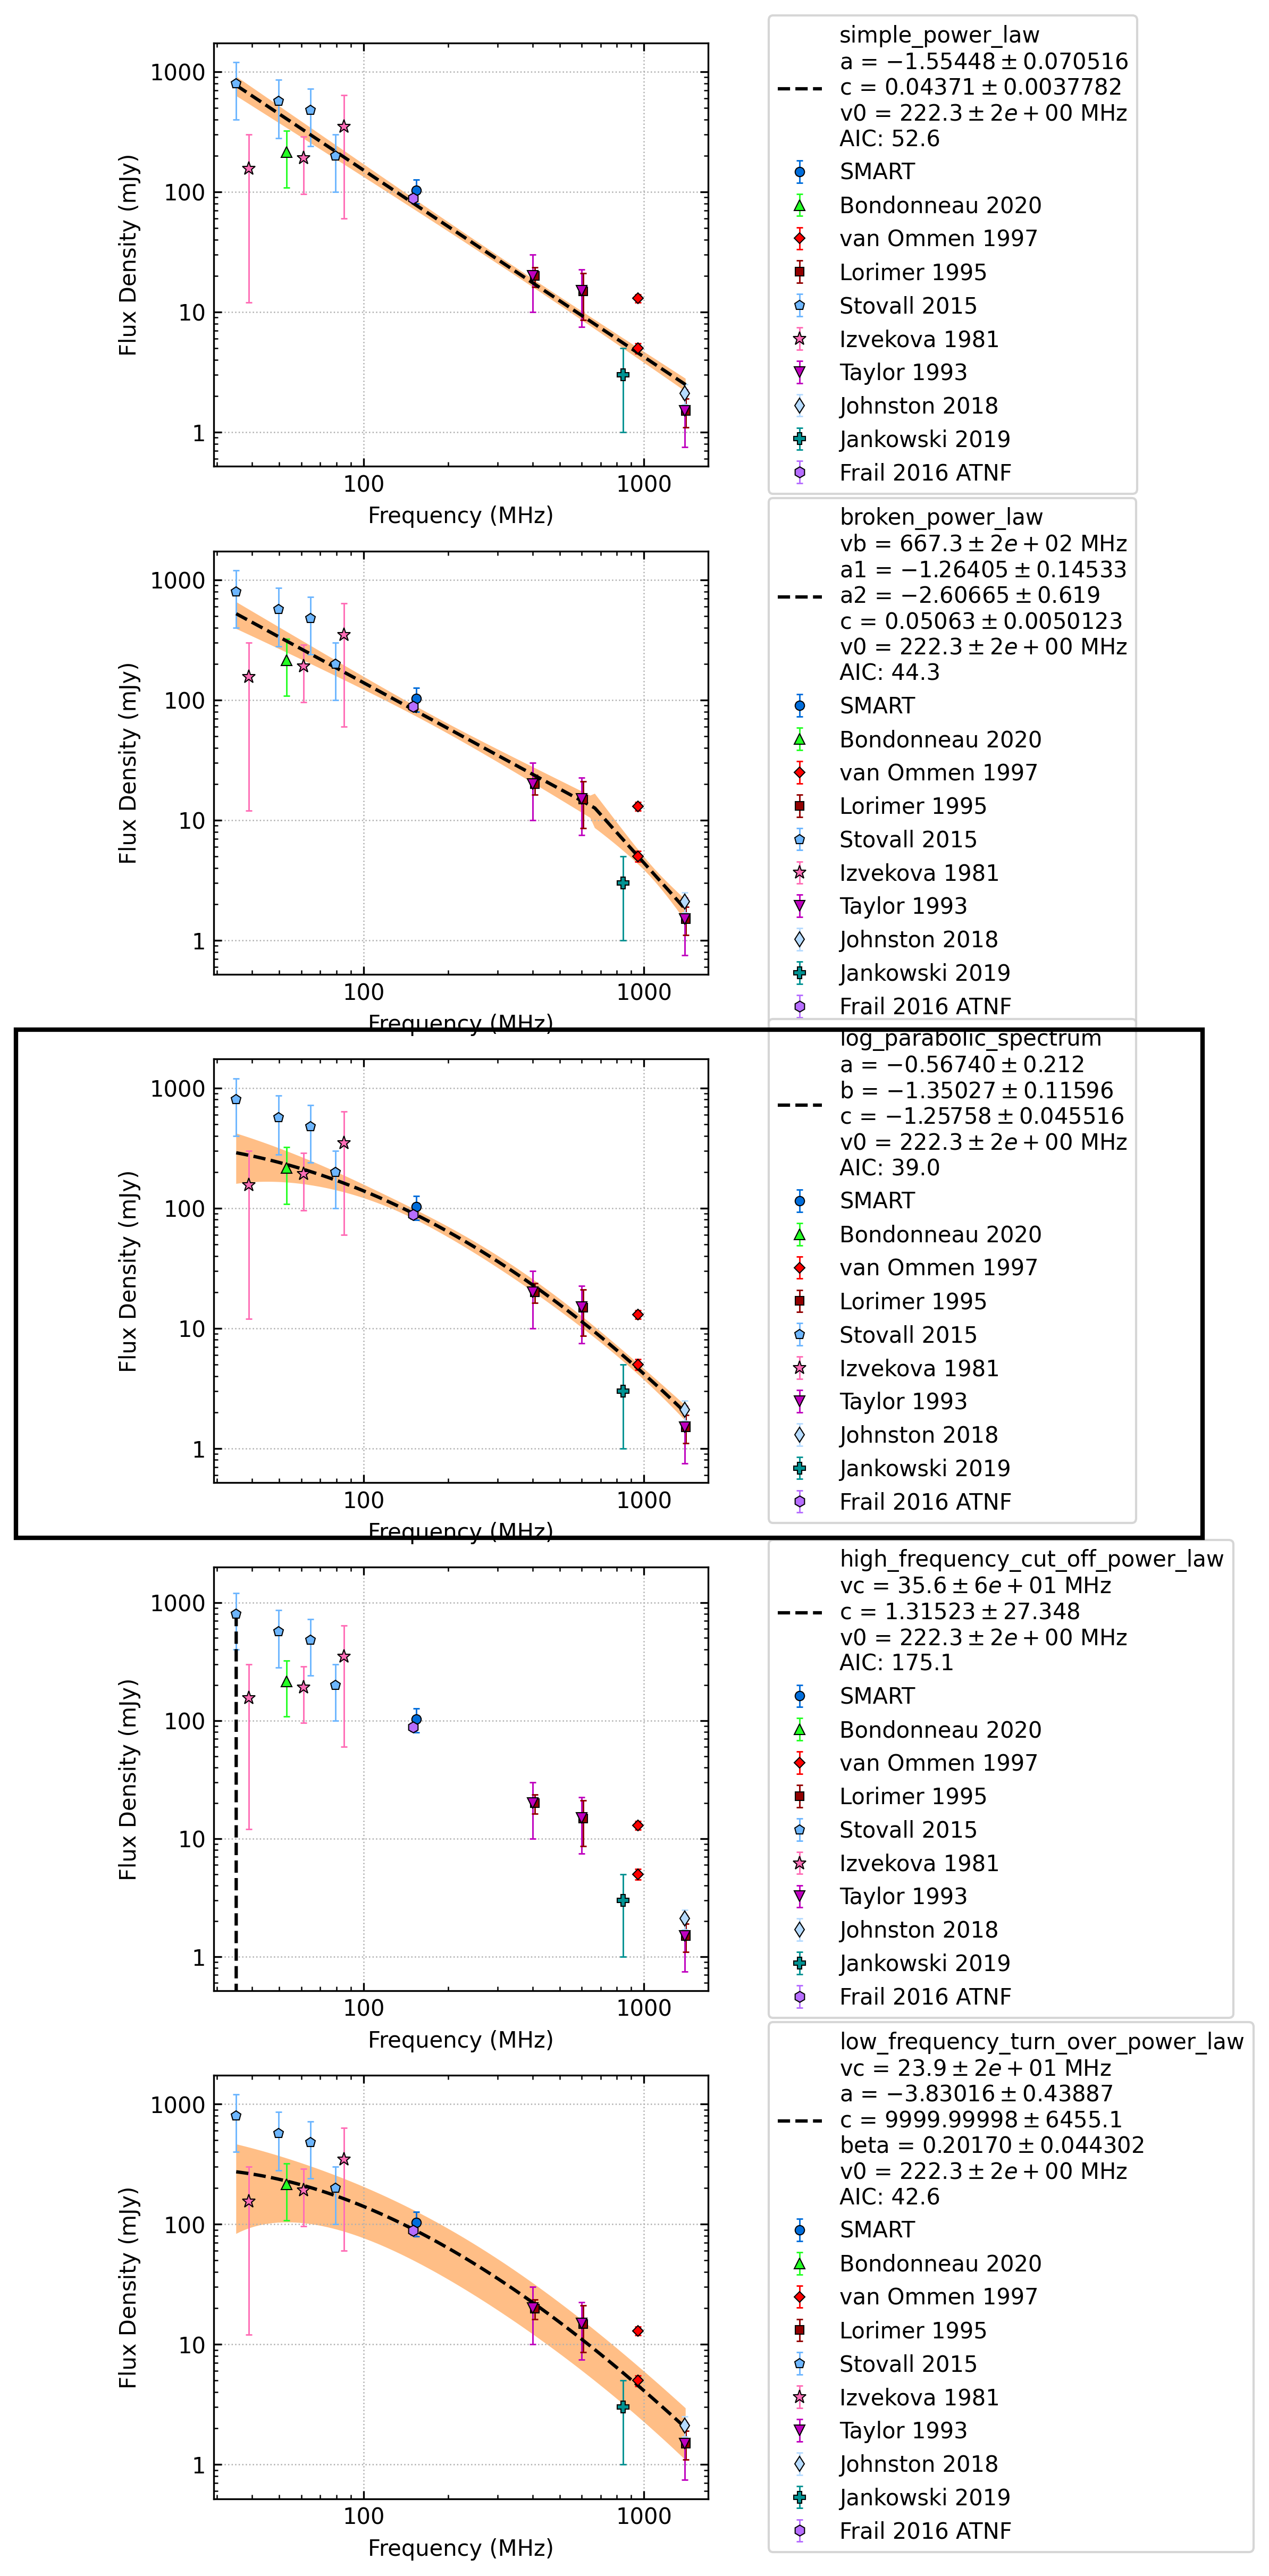 1000
100
10
1
Flux Density (mJy)
100
1000
Frequency (MHz)
simple_power_law
a = −1.55448 ± 0.070516
c = 0.04371 ± 0.0037782
v0 = 222.3 ± 2e + 00 MHz
AIC: 52.6
SMART
Bondonneau 2020
van Ommen 1997
Lorimer 1995
Stovall 2015
Izvekova 1981
Taylor 1993
Johnston 2018
Jankowski 2019
Frail 2016 ATNF
1000
100
10
1
Flux Density (mJy)
100
1000
Frequency (MHz)
broken_power_law
vb = 667.3 ± 2e + 02 MHz
a1 = −1.26405 ± 0.14533
a2 = −2.60665 ± 0.619
c = 0.05063 ± 0.0050123
v0 = 222.3 ± 2e + 00 MHz
AIC: 44.3
SMART
Bondonneau 2020
van Ommen 1997
Lorimer 1995
Stovall 2015
Izvekova 1981
Taylor 1993
Johnston 2018
Jankowski 2019
Frail 2016 ATNF
1000
100
10
1
Flux Density (mJy)
100
1000
Frequency (MHz)
log_parabolic_spectrum
a = −0.56740 ± 0.212
b = −1.35027 ± 0.11596
c = −1.25758 ± 0.045516
v0 = 222.3 ± 2e + 00 MHz
AIC: 39.0
SMART
Bondonneau 2020
van Ommen 1997
Lorimer 1995
Stovall 2015
Izvekova 1981
Taylor 1993
Johnston 2018
Jankowski 2019
Frail 2016 ATNF
1000
100
10
1
Flux Density (mJy)
100
1000
Frequency (MHz)
high_frequency_cut_off_power_law
vc = 35.6 ± 6e + 01 MHz
c = 1.31523 ± 27.348
v0 = 222.3 ± 2e + 00 MHz
AIC: 175.1
SMART
Bondonneau 2020
van Ommen 1997
Lorimer 1995
Stovall 2015
Izvekova 1981
Taylor 1993
Johnston 2018
Jankowski 2019
Frail 2016 ATNF
1000
100
10
1
Flux Density (mJy)
100
1000
Frequency (MHz)
low_frequency_turn_over_power_law
vc = 23.9 ± 2e + 01 MHz
a = −3.83016 ± 0.43887
c = 9999.99998 ± 6455.1
beta = 0.20170 ± 0.044302
v0 = 222.3 ± 2e + 00 MHz
AIC: 42.6
SMART
Bondonneau 2020
van Ommen 1997
Lorimer 1995
Stovall 2015
Izvekova 1981
Taylor 1993
Johnston 2018
Jankowski 2019
Frail 2016 ATNF